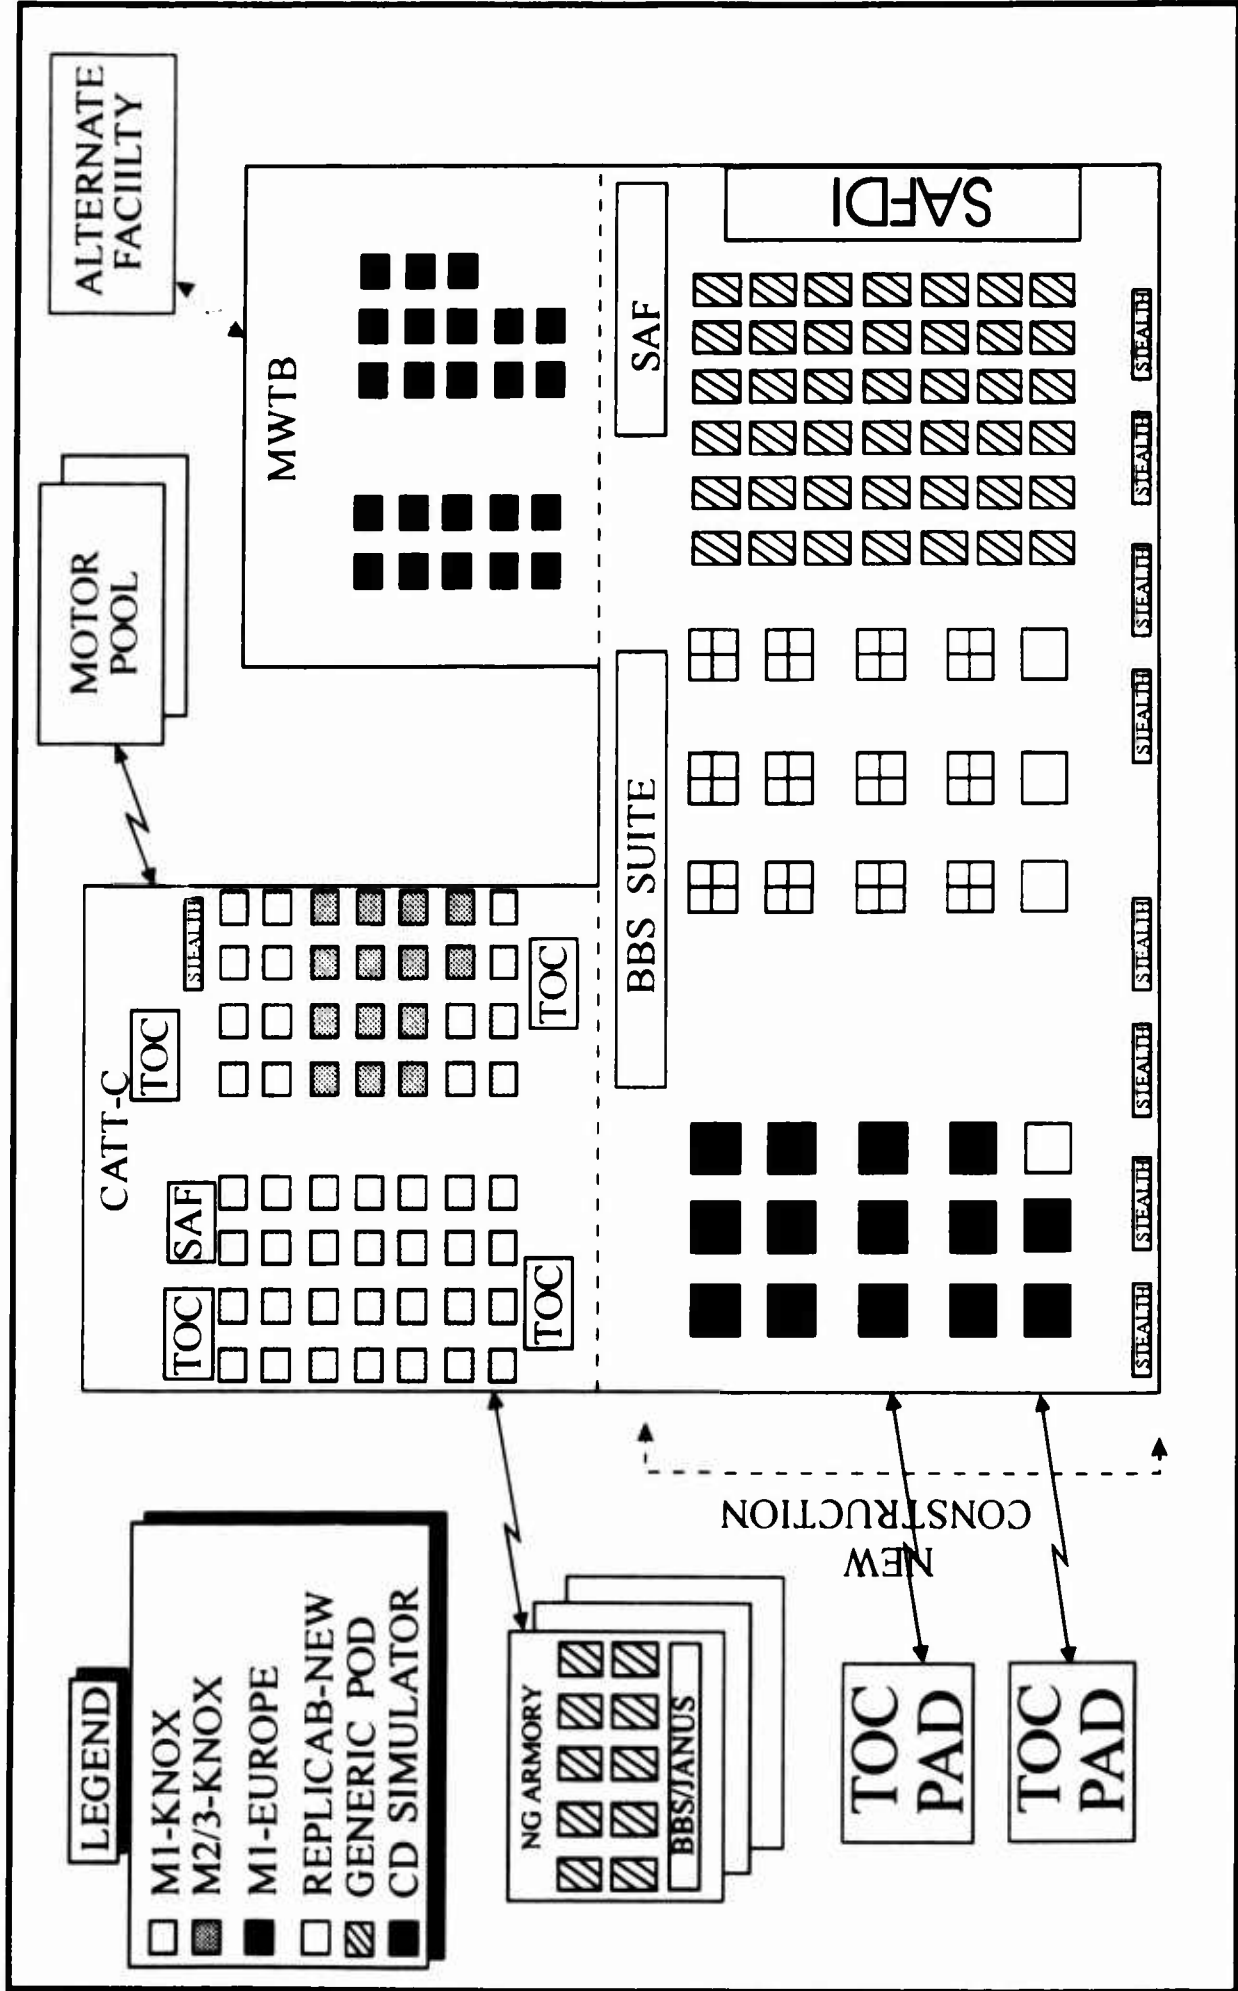 LEGEND
M1-KNOX
M2/3-KNOX
M1-EUROPE
REPLICAB-NEW
GENERIC POD
CD SIMULATOR
MOTOR
POOL
ALTERNATE
FACIILTY
CATT-C
TOC
SAF
TOC
STEALTH
TOC
TOC
MWTB
NG ARMORY
BBS/JANUS
BBS SUITE
SAF
SAFDI
NEW
CONSTRUCTION
TOC
PAD
TOC
PAD
STEALTH
STEALTH
STEALTH
STEALTH
STEALTH
STEALTH
STEALTH
STEALTH